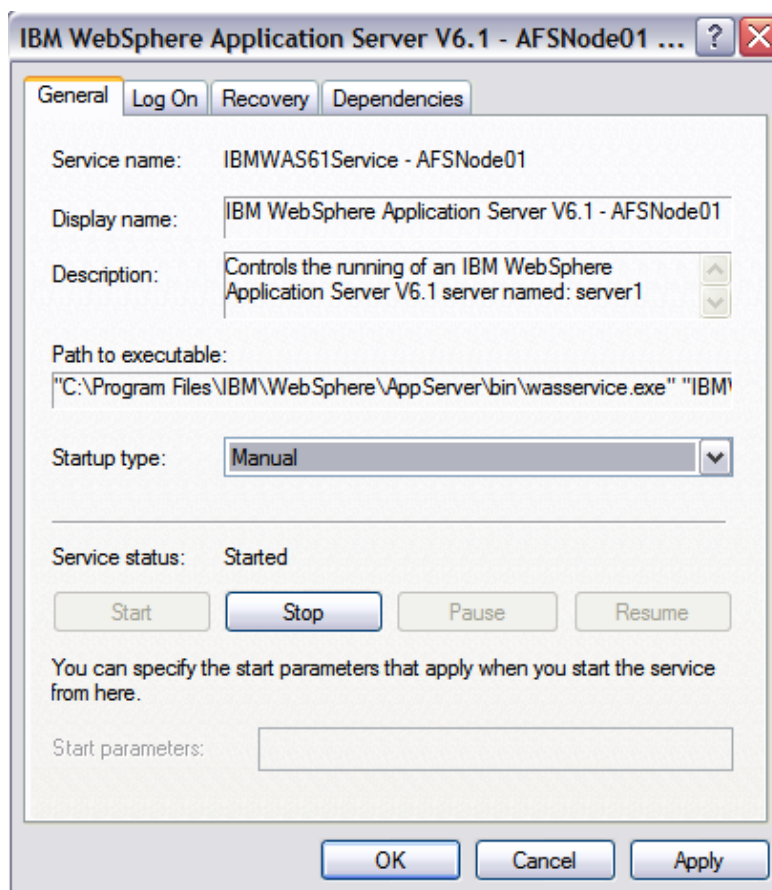 IBM WebSphere Application Server V6.1 - AFSNode01 ...
General Log On Recovery Dependencies
Service name: IBMWAS61Service - AFSNode01
Display name: IBM WebSphere Application Server V6.1 - AFSNode01
Description: Controls the running of an IBM WebSphere
Application Server V6.1 server named: server1
Path to executable:
"C:\Program Files\IBM\WebSphere\AppServer\bin\wasservice.exe" "IBMW
Startup type: Manual
Service status: Started
Start Stop Pause Resume
You can specify the start parameters that apply when you start the service
from here.
Start parameters:
OK Cancel Apply